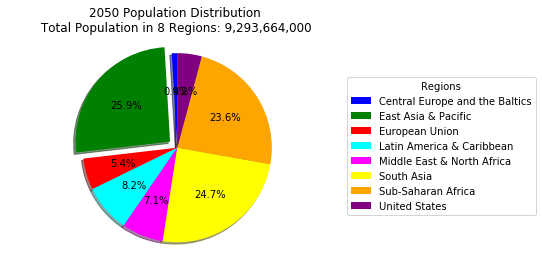 2050 Population Distribution
Total Population in 8 Regions: 9,293,664,000
25.9%
23.6%
5.4%
8.2%
7.1%
24.7%
Regions
Central Europe and the Baltics
East Asia & Pacific
European Union
Latin America & Caribbean
Middle East & North Africa
South Asia
Sub-Saharan Africa
United States